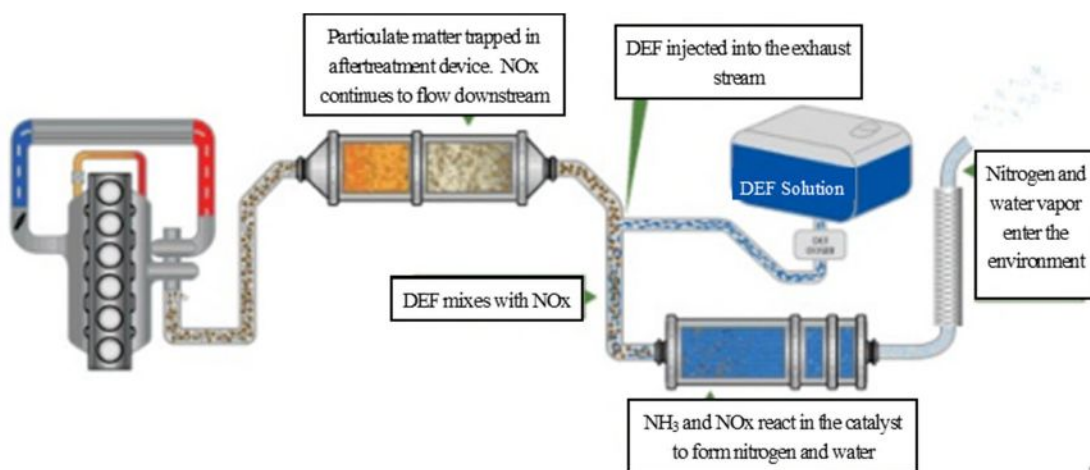 Particulate matter trapped in
aftertreatment device. NOx
continues to flow downstream
DEF injected into the exhaust
stream
DEF Solution
Nitrogen and
water vapor
enter the
environment
DEF mixes with NOx
NH₃ and NOx react in the catalyst
to form nitrogen and water